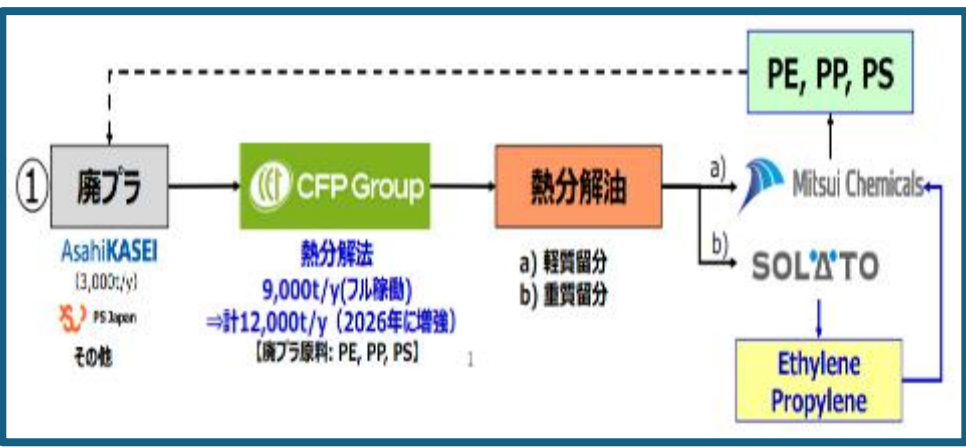 PE, PP, PS
①
廃プラ
CFP Group
熱分解油
a)
Mitsui Chemicals
b)
SOLATO
AsahiKASEI
(3,000t/y)
PS Japan
その他
熱分解法
9,000t/y(フル稼働)
⇒計12,000t/y（2026年に増強）
【廃プラ原料: PE, PP, PS】
a) 軽質留分
b) 重質留分
1
Ethylene
Propylene